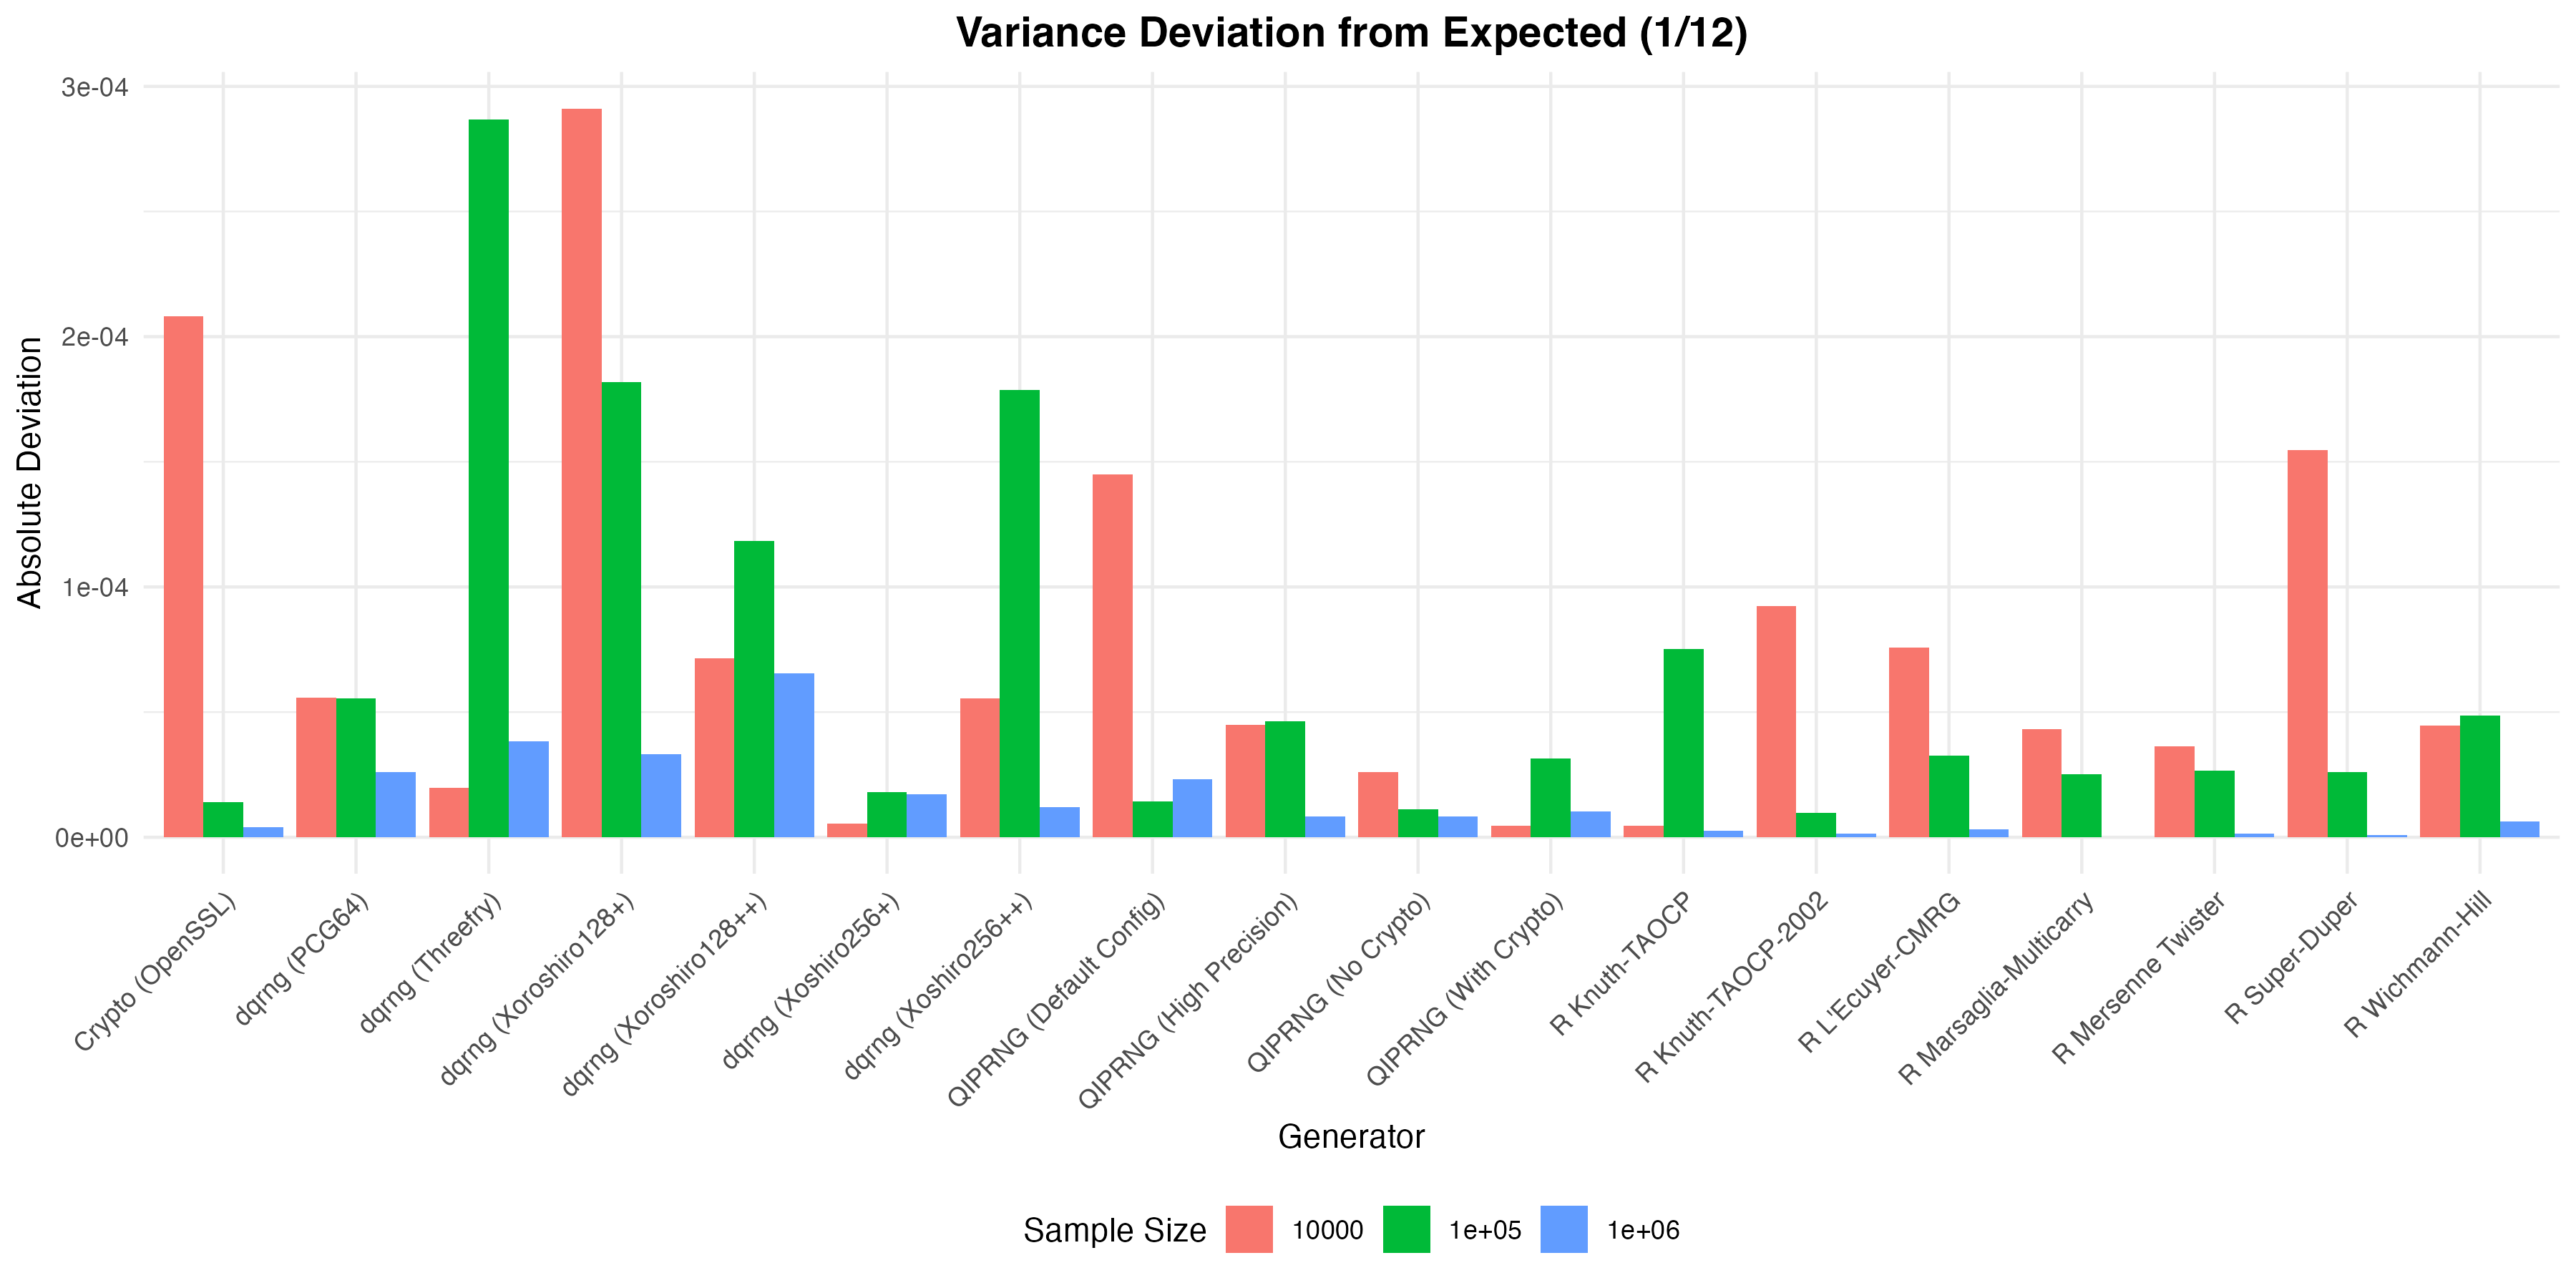 Variance Deviation from Expected (1/12)
Absolute Deviation
3e-04
2e-04
1e-04
0e+00
Crypto (OpenSSL)
dqrng (PCG64)
dqrng (Threefry)
dqrng (Xoroshiro128+)
dqrng (Xoroshiro128++)
dqrng (Xoshiro256+)
dqrng (Xoshiro256++)
QIPRNG (Default Config)
QIPRNG (High Precision)
QIPRNG (No Crypto)
QIPRNG (With Crypto)
R Knuth-TAOCP
R Knuth-TAOCP-2002
R L'Ecuyer-CMRG
R Marsaglia-Multicarry
R Mersenne Twister
R Super-Duper
R Wichmann-Hill
Generator
Sample Size 10000 1e+05 1e+06